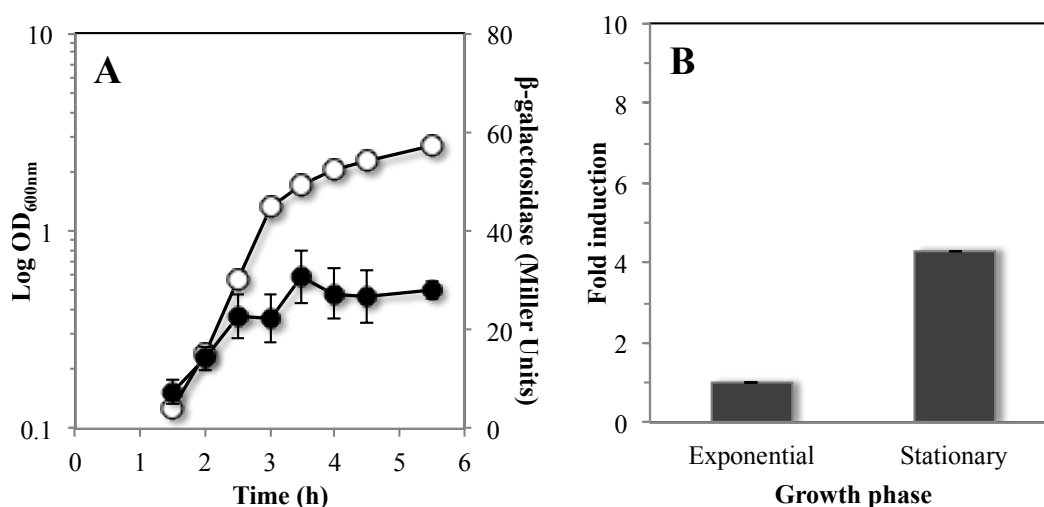 A
Log OD600nm
10
1
0.1
0 1 2 3 4 5 6
Time (h)
80
60
40
20
0
β-galactosidase (Miller Units)
B
Fold induction
10
8
6
4
2
0
Exponential Stationary
Growth phase